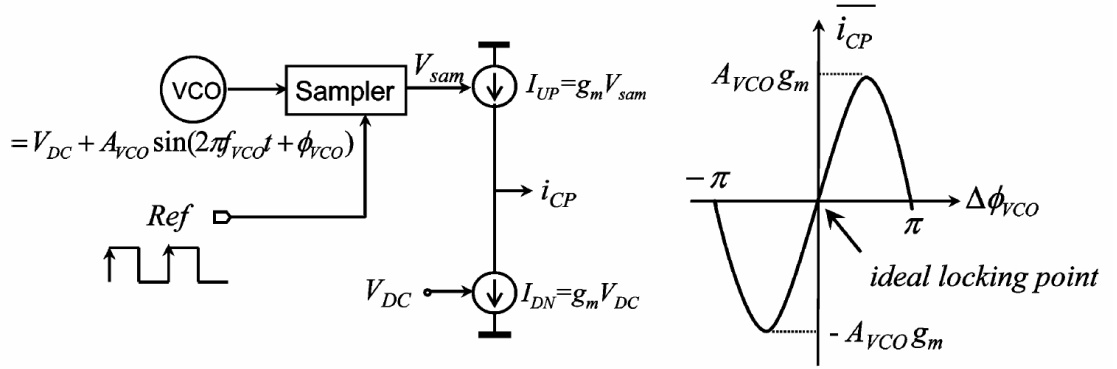 VCO
Sampler
V_sam
I_UP=g_mV_sam
=V_DC+A_VCO sin(2πf_VCOt+ϕ_VCO)
i_CP
Ref
V_DC
I_DN=g_mV_DC
i_CP
A_VCO g_m
-π
π
Δϕ_VCO
ideal locking point
- A_VCO g_m